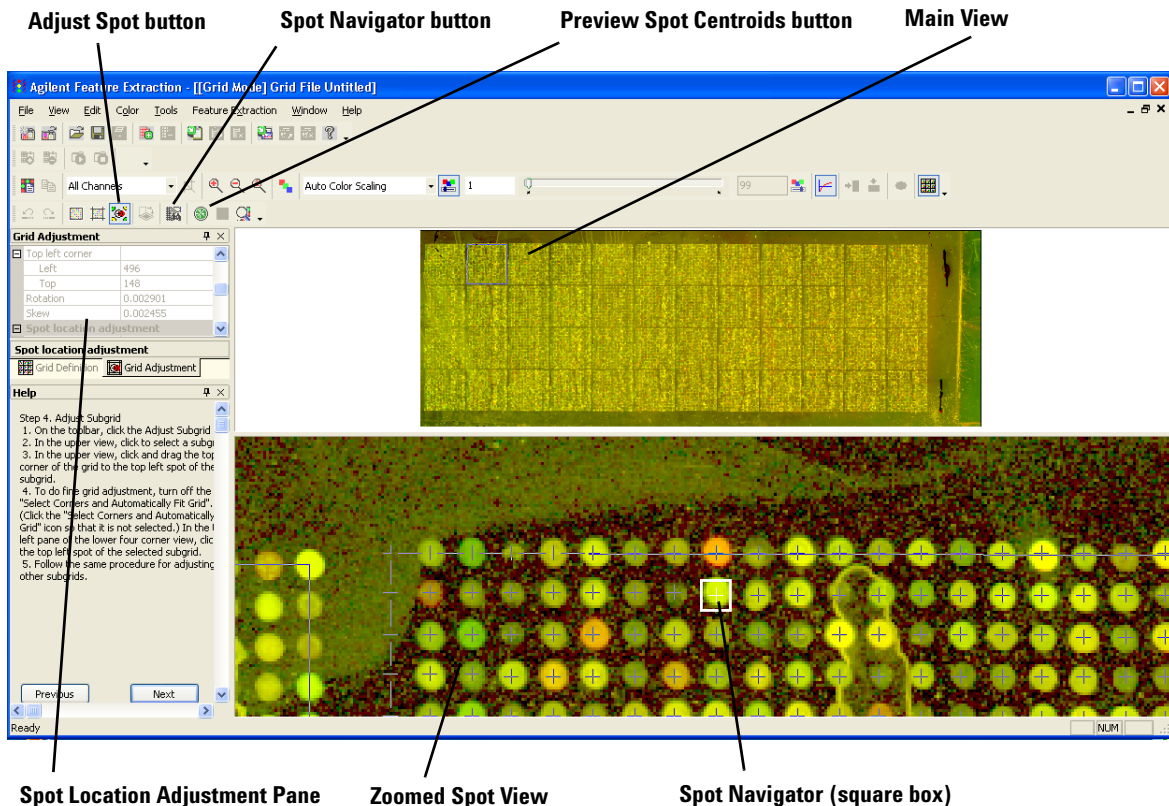 Adjust Spot button
Spot Navigator button
Preview Spot Centroids button
Main View
Agilent Feature Extraction - [[Grid Mode] Grid File Untitled]
File View Edit Color Tools Feature Extraction Window Help
All Channels
Auto Color Scaling
1
99
Grid Adjustment
Top left corner
Left 496
Top 148
Rotation 0.002901
Skew 0.002455
Spot location adjustment
Spot location adjustment
Grid Definition Grid Adjustment
Help
Step 4. Adjust Subgrid
1. On the toolbar, click the Adjust Subgrid
2. In the upper view, click to select a subgr
3. In the upper view, click and drag the top
corner of the grid to the top left spot of the
subgrid.
4. To do fine grid adjustment, turn off the
"Select Corners and Automatically Fit Grid".
(Click the "Select Corners and Automatically
Grid" icon so that it is not selected.) In the
left pane of the lower four corner view, clic
the top left spot of the selected subgrid.
5. Follow the same procedure for adjusting
other subgrids.
Previous Next
Ready
NUM
Spot Location Adjustment Pane
Zoomed Spot View
Spot Navigator (square box)